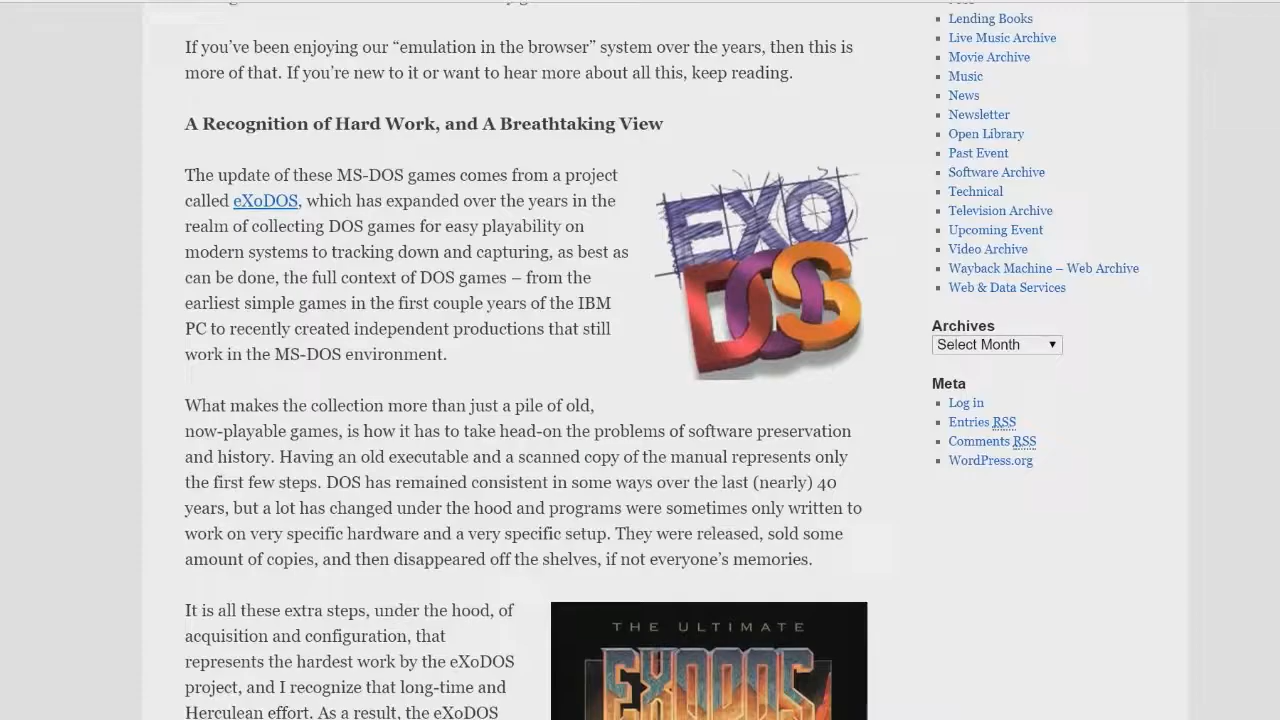 If you’ve been enjoying our “emulation in the browser” system over the years, then this is
more of that. If you’re new to it or want to hear more about all this, keep reading.
A Recognition of Hard Work, and A Breathtaking View
The update of these MS-DOS games comes from a project
called eXoDOS, which has expanded over the years in the
realm of collecting DOS games for easy playability on
modern systems to tracking down and capturing, as best as
can be done, the full context of DOS games – from the
earliest simple games in the first couple years of the IBM
PC to recently created independent productions that still
work in the MS-DOS environment.
EXO
DOS
What makes the collection more than just a pile of old,
now-playable games, is how it has to take head-on the problems of software preservation
and history. Having an old executable and a scanned copy of the manual represents only
the first few steps. DOS has remained consistent in some ways over the last (nearly) 40
years, but a lot has changed under the hood and programs were sometimes only written to
work on very specific hardware and a very specific setup. They were released, sold some
amount of copies, and then disappeared off the shelves, if not everyone’s memories.
It is all these extra steps, under the hood, of
acquisition and configuration, that
represents the hardest work by the eXoDOS
project, and I recognize that long-time and
Herculean effort. As a result, the eXoDOS
THE ULTIMATE
EXODOS
Lending Books
Live Music Archive
Movie Archive
Music
News
Newsletter
Open Library
Past Event
Software Archive
Technical
Television Archive
Upcoming Event
Video Archive
Wayback Machine – Web Archive
Web & Data Services
Archives
Select Month
Meta
Log in
Entries RSS
Comments RSS
WordPress.org